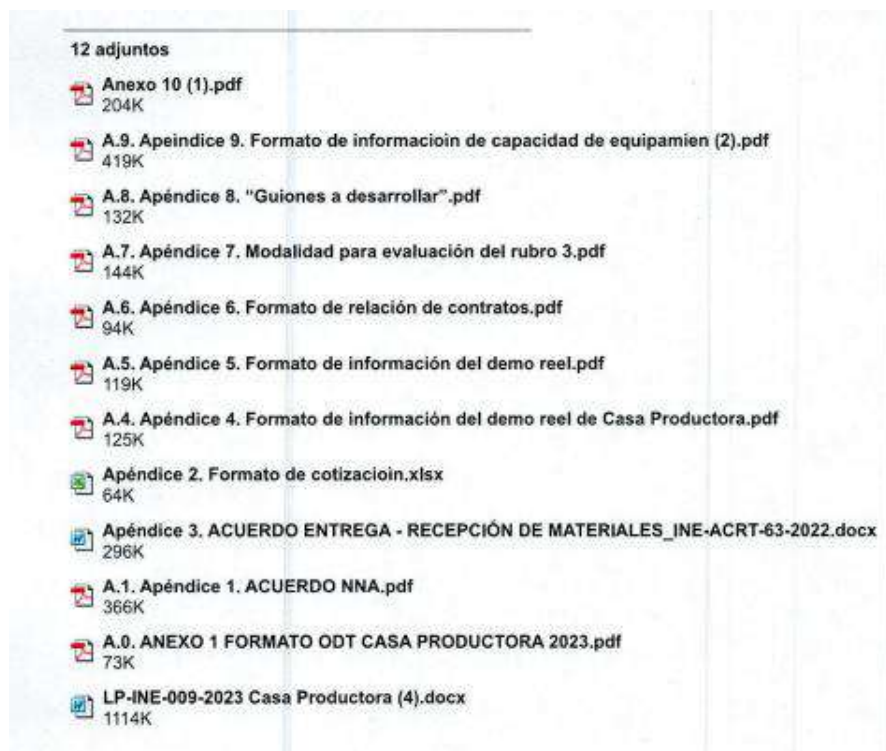 12 adjuntos
Anexo 10 (1).pdf
204K
A.9. Apeindice 9. Formato de informacioin de capacidad de equipamien (2).pdf
419K
A.8. Apéndice 8. "Guiones a desarrollar".pdf
132K
A.7. Apéndice 7. Modalidad para evaluación del rubro 3.pdf
144K
A.6. Apéndice 6. Formato de relación de contratos.pdf
94K
A.5. Apéndice 5. Formato de información del demo reel.pdf
119K
A.4. Apéndice 4. Formato de información del demo reel de Casa Productora.pdf
125K
Apéndice 2. Formato de cotizacioin.xlsx
64K
Apéndice 3. ACUERDO ENTREGA - RECEPCIÓN DE MATERIALES_INE-ACRT-63-2022.docx
296K
A.1. Apéndice 1. ACUERDO NNA.pdf
366K
A.0. ANEXO 1 FORMATO ODT CASA PRODUCTORA 2023.pdf
73K
LP-INE-009-2023 Casa Productora (4).docx
1114K